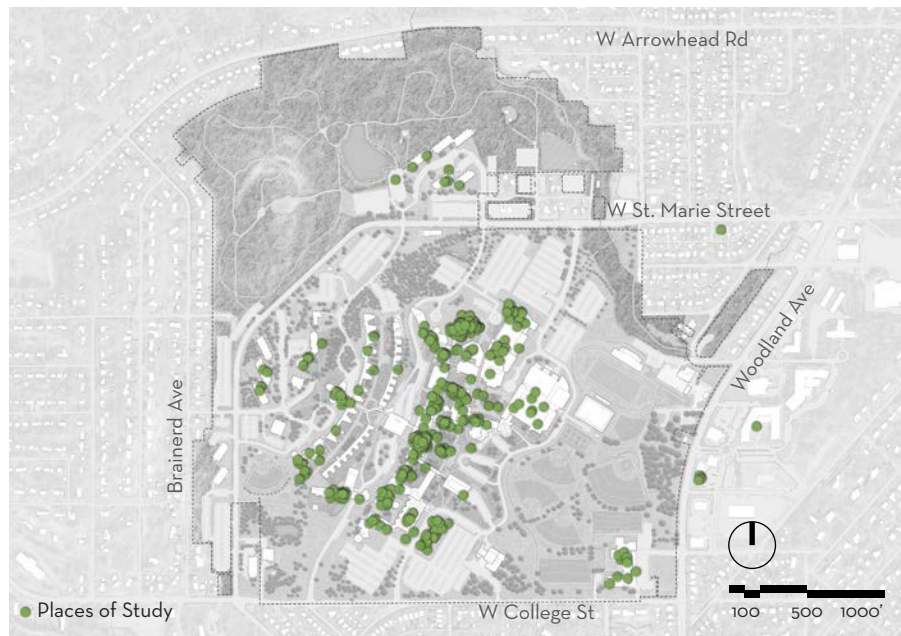 W Arrowhead Rd
W St. Marie Street
Woodland Ave
Brainerd Ave
Places of Study
W College St
100 500 1000'